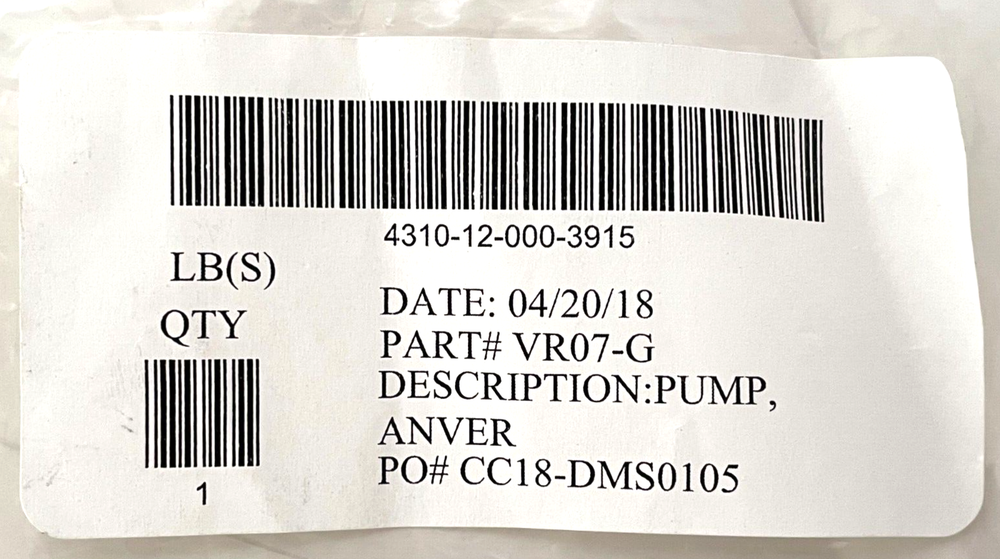 4310-12-000-3915
LB(S)
QTY
1
DATE: 04/20/18
PART# VR07-G
DESCRIPTION:PUMP,
ANVER
PO# CC18-DMS0105